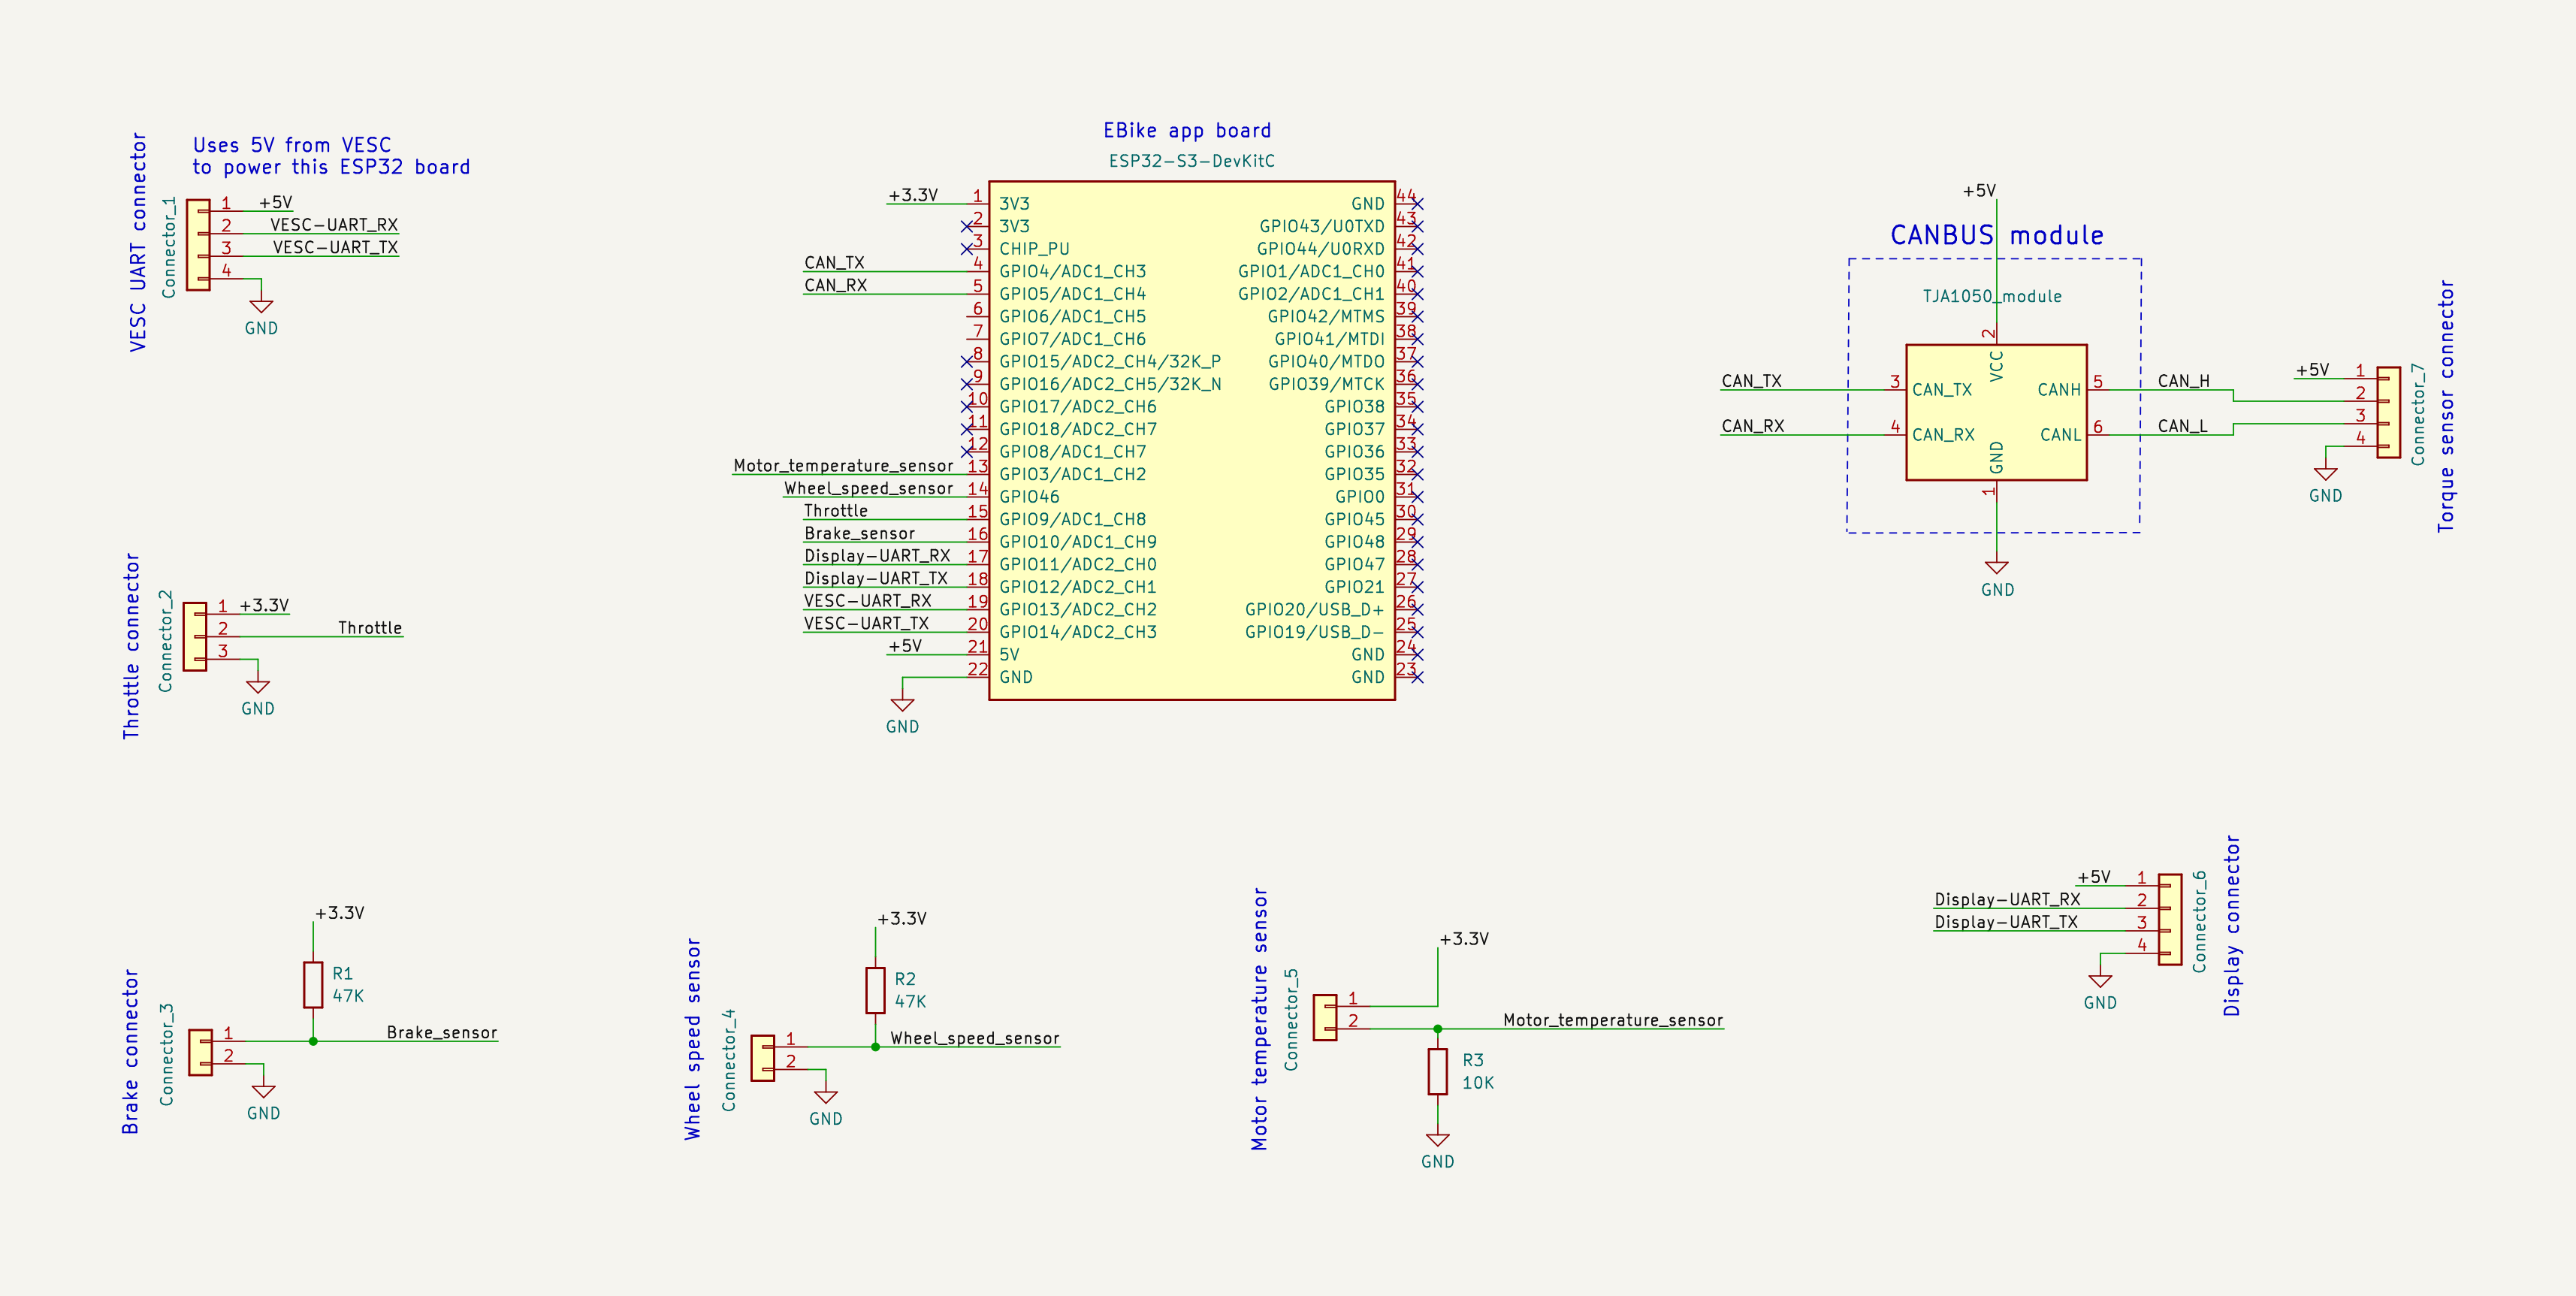 VESC UART connector
Uses 5V from VESC
to power this ESP32 board
Connector_1
1 +5V
2 VESC-UART_RX
3 VESC-UART_TX
4
GND
Throttle connector
Connector_2
1 +3.3V
2 Throttle
3
GND
EBike app board
ESP32-S3-DevKitC
+3.3V 1 3V3
2 3V3
3 CHIP_PU
CAN_TX 4 GPIO4/ADC1_CH3
CAN_RX 5 GPIO5/ADC1_CH4
6 GPIO6/ADC1_CH5
7 GPIO7/ADC1_CH6
8 GPIO15/ADC2_CH4/32K_P
9 GPIO16/ADC2_CH5/32K_N
10 GPIO17/ADC2_CH6
11 GPIO18/ADC2_CH7
12 GPIO8/ADC1_CH7
Motor_temperature_sensor 13 GPIO3/ADC1_CH2
Wheel_speed_sensor 14 GPIO46
Throttle 15 GPIO9/ADC1_CH8
Brake_sensor 16 GPIO10/ADC1_CH9
Display-UART_RX 17 GPIO11/ADC2_CH0
Display-UART_TX 18 GPIO12/ADC2_CH1
VESC-UART_RX 19 GPIO13/ADC2_CH2
VESC-UART_TX 20 GPIO14/ADC2_CH3
+5V 21 5V
22 GND
GND
GND 44
GPIO43/U0TXD 43
GPIO44/U0RXD 42
GPIO1/ADC1_CH0 41
GPIO2/ADC1_CH1 40
GPIO42/MTMS 39
GPIO41/MTDI 38
GPIO40/MTDO 37
GPIO39/MTCK 36
GPIO38 35
GPIO37 34
GPIO36 33
GPIO35 32
GPIO0 31
GPIO45 30
GPIO48 29
GPIO47 28
GPIO21 27
GPIO20/USB_D+ 26
GPIO19/USB_D- 25
GND 24
GND 23
+5V
CANBUS module
TJA1050_module
2
VCC
CAN_TX 3 CAN_TX
CAN_RX 4 CAN_RX
CANH 5 CAN_H
CANL 6 CAN_L
GND
1
GND
+5V 1
2
3
4
GND
Connector_7
Torque sensor connector
Brake connector
Connector_3
+3.3V
R1
47K
1 Brake_sensor
2
GND
Wheel speed sensor
Connector_4
+3.3V
R2
47K
1 Wheel_speed_sensor
2
GND
Motor temperature sensor
Connector_5
+3.3V
1
2 Motor_temperature_sensor
R3
10K
GND
+5V 1
Display-UART_RX 2
Display-UART_TX 3
4
GND
Connector_6
Display connector